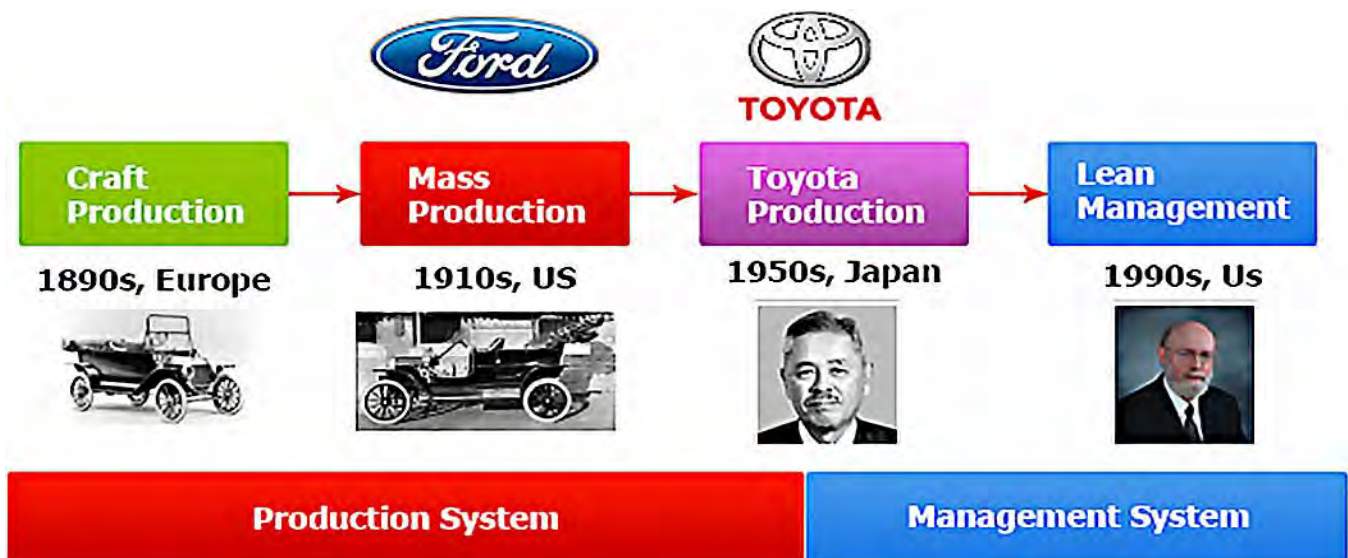 Ford
TOYOTA
Craft
Production
Mass
Production
Toyota
Production
Lean
Management
1890s, Europe
1910s, US
1950s, Japan
1990s, Us
Production System
Management System